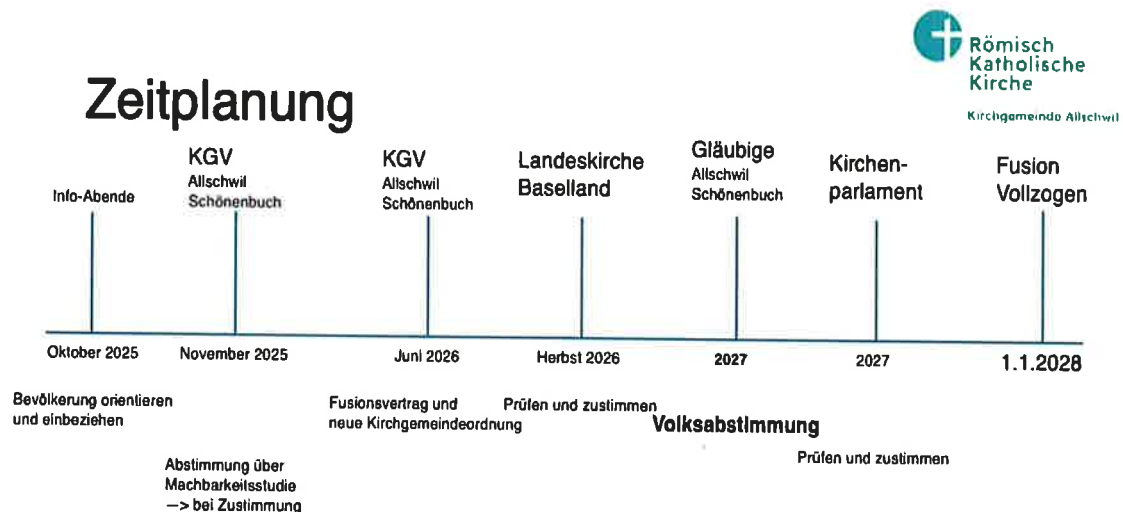 Römisch
Katholische
Kirche
Kirchgemeinde Allschwil
Zeitplanung
Info-Abende
KGV
Allschwil
Schönenbuch
KGV
Allschwil
Schönenbuch
Landeskirche
Baselland
Gläubige
Allschwil
Schönenbuch
Kirchen-
parlament
Fusion
Vollzogen
Oktober 2025
November 2025
Juni 2026
Herbst 2026
2027
2027
1.1.2028
Bevölkerung orientieren
und einbeziehen
Abstimmung über
Machbarkeitsstudie
—> bei Zustimmung
Fusionsvertrag und
neue Kirchgemeindeordnung
Prüfen und zustimmen
Volksabstimmung
Prüfen und zustimmen